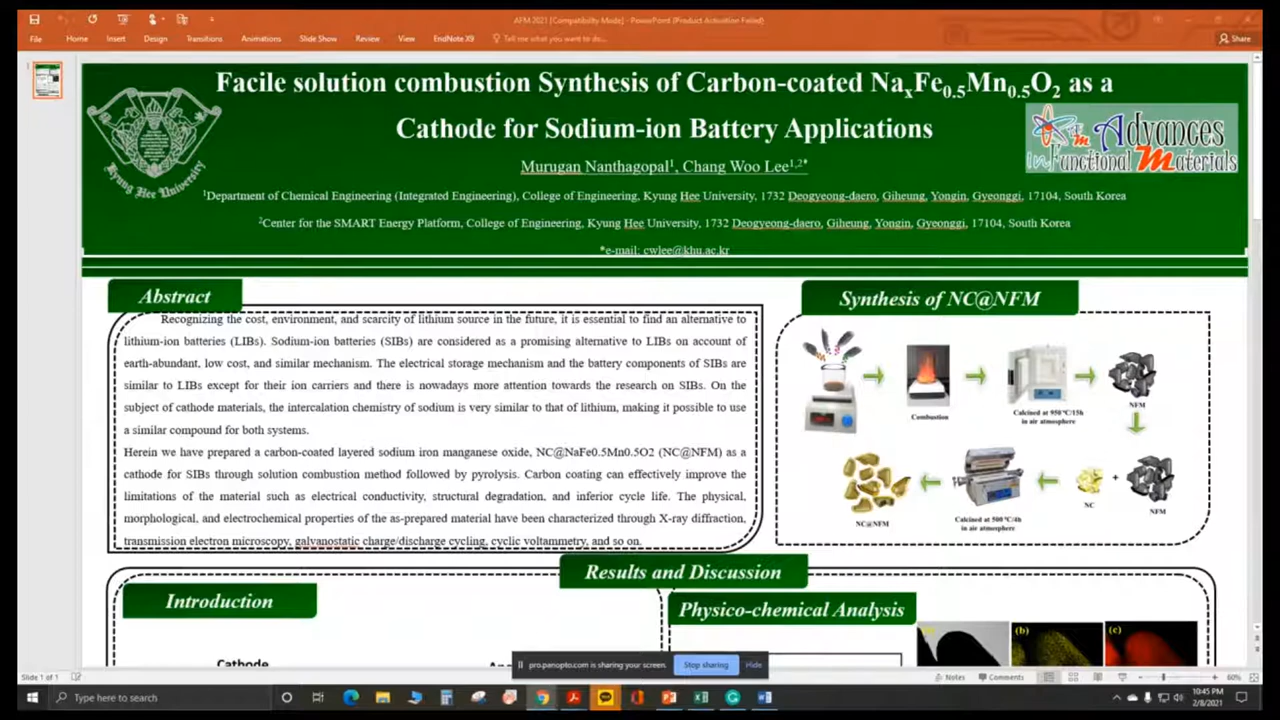 AFM-2021 [Compatibility Mode] - PowerPoint (Product Activation Failed)
File Home Insert Design Transitions Animations Slide Show Review View EndNote X9 Tell me what you want to do... Share
1
Facile solution combustion Synthesis of Carbon-coated NaxFe0.5Mn0.5O2 as a
Cathode for Sodium-ion Battery Applications
Murugan Nanthagopal1, Chang Woo Lee1,2*
1Department of Chemical Engineering (Integrated Engineering), College of Engineering, Kyung Hee University, 1732 Deogyeong-daero, Giheung, Yongin, Gyeonggi, 17104, South Korea
2Center for the SMART Energy Platform, College of Engineering, Kyung Hee University, 1732 Deogyeong-daero, Giheung, Yongin, Gyeonggi, 17104, South Korea
*e-mail: cwlee@khu.ac.kr
Kyung Hee University
Advances
in Functional Materials
Abstract
Recognizing the cost, environment, and scarcity of lithium source in the future, it is essential to find an alternative to
lithium-ion batteries (LIBs). Sodium-ion batteries (SIBs) are considered as a promising alternative to LIBs on account of
earth-abundant, low cost, and similar mechanism. The electrical storage mechanism and the battery components of SIBs are
similar to LIBs except for their ion carriers and there is nowadays more attention towards the research on SIBs. On the
subject of cathode materials, the intercalation chemistry of sodium is very similar to that of lithium, making it possible to use
a similar compound for both systems.
Herein we have prepared a carbon-coated layered sodium iron manganese oxide, NC@NaFe0.5Mn0.5O2 (NC@NFM) as a
cathode for SIBs through solution combustion method followed by pyrolysis. Carbon coating can effectively improve the
limitations of the material such as electrical conductivity, structural degradation, and inferior cycle life. The physical,
morphological, and electrochemical properties of the as-prepared material have been characterized through X-ray diffraction,
transmission electron microscopy, galvanostatic charge/discharge cycling, cyclic voltammetry, and so on.
Synthesis of NC@NFM
Combustion
Calcined at 950 °C/15h
in air atmosphere
NFM
NC
+
NFM
Calcined at 500 °C/4h
in air atmosphere
NC@NFM
Results and Discussion
Introduction
Physico-chemical Analysis
Cathode
(b)
(c)
pro.panopto.com is sharing your screen. Stop sharing Hide
Slide 1 of 1
Notes Comments 60%
Type here to search
10:45 PM
2/8/2021